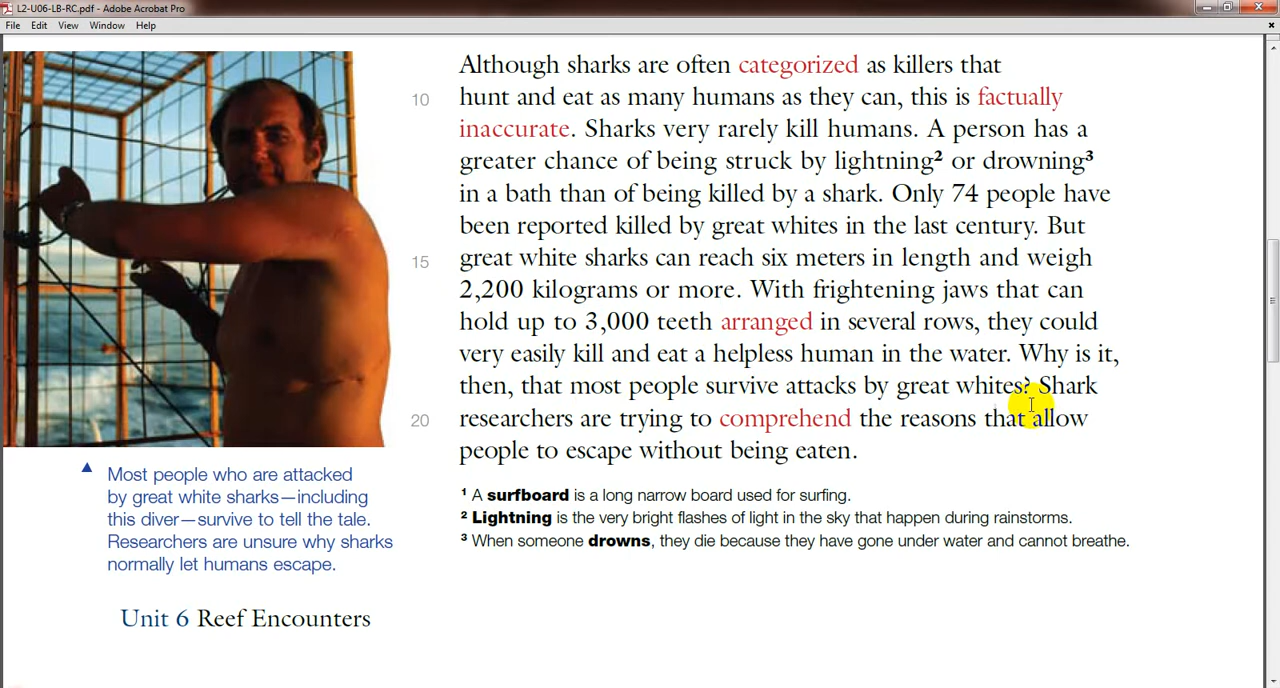 L2-U06-LB-RC.pdf - Adobe Acrobat Pro
File Edit View Window Help
Although sharks are often categorized as killers that
10 hunt and eat as many humans as they can, this is factually
inaccurate. Sharks very rarely kill humans. A person has a
greater chance of being struck by lightning² or drowning³
in a bath than of being killed by a shark. Only 74 people have
been reported killed by great whites in the last century. But
15 great white sharks can reach six meters in length and weigh
2,200 kilograms or more. With frightening jaws that can
hold up to 3,000 teeth arranged in several rows, they could
very easily kill and eat a helpless human in the water. Why is it,
then, that most people survive attacks by great whites? Shark
20 researchers are trying to comprehend the reasons that allow
people to escape without being eaten.
¹ A surfboard is a long narrow board used for surfing.
² Lightning is the very bright flashes of light in the sky that happen during rainstorms.
³ When someone drowns, they die because they have gone under water and cannot breathe.
Most people who are attacked
by great white sharks—including
this diver—survive to tell the tale.
Researchers are unsure why sharks
normally let humans escape.
Unit 6 Reef Encounters